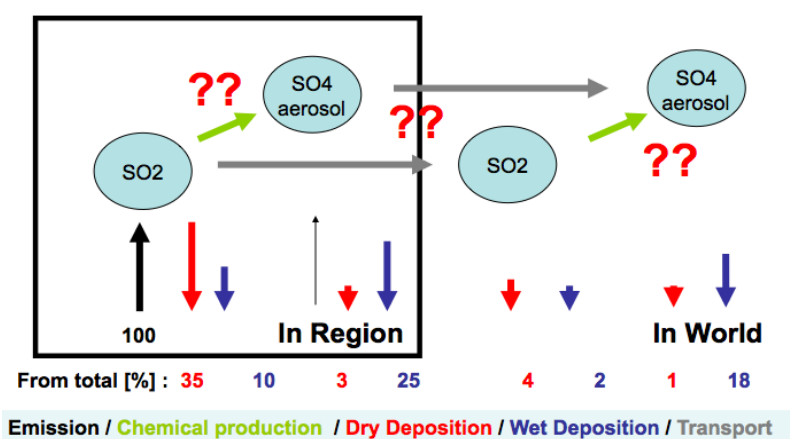 SO4
aerosol
??
SO2
??
SO4
aerosol
SO2
??
100
In Region
In World
From total [%] : 35 10 3 25 4 2 1 18
Emission / Chemical production / Dry Deposition / Wet Deposition / Transport